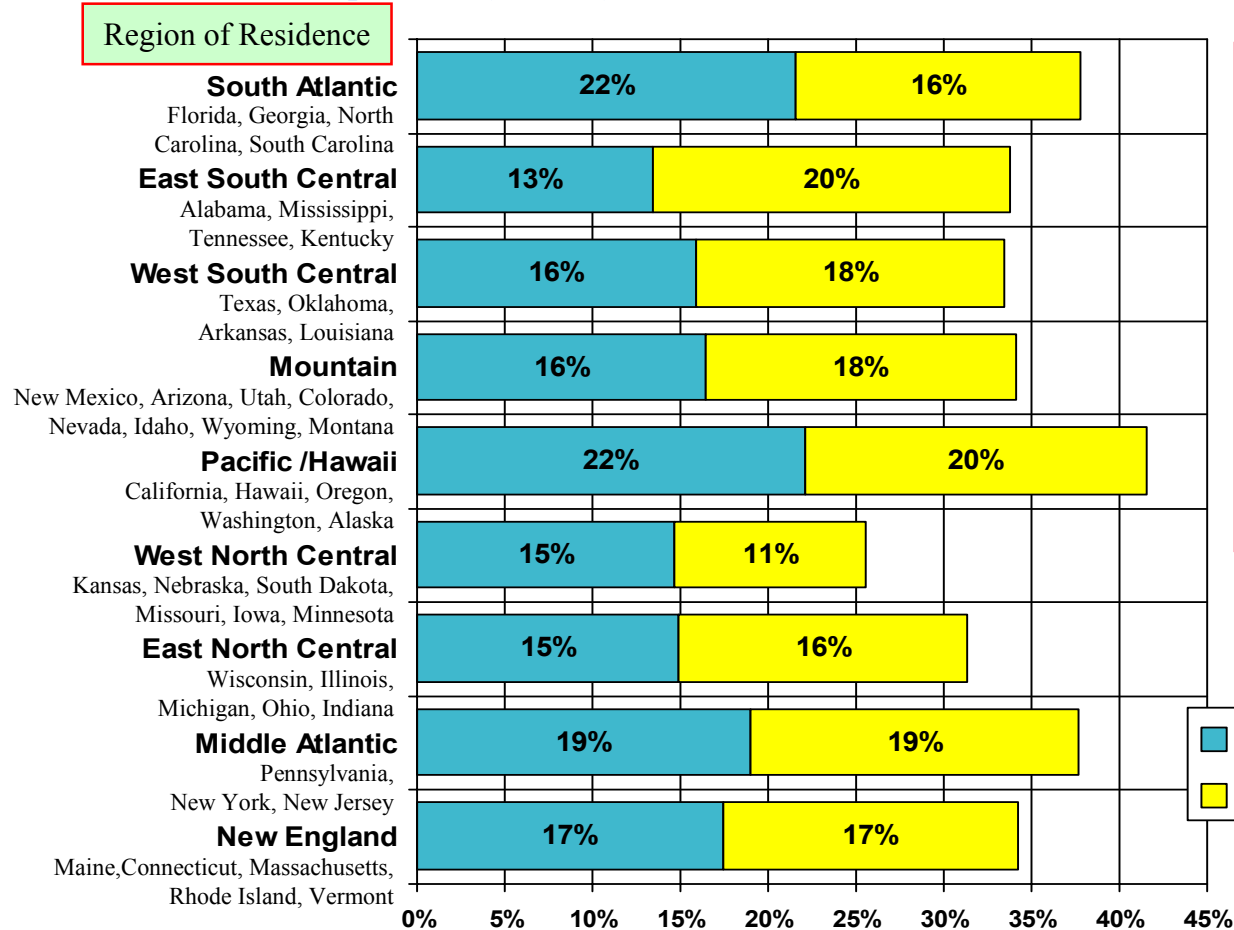 Region of Residence
South Atlantic
Florida, Georgia, North
Carolina, South Carolina
22% 16%
East South Central
Alabama, Mississippi,
Tennessee, Kentucky
13% 20%
West South Central
Texas, Oklahoma,
Arkansas, Louisiana
16% 18%
Mountain
New Mexico, Arizona, Utah, Colorado,
Nevada, Idaho, Wyoming, Montana
16% 18%
Pacific /Hawaii
California, Hawaii, Oregon,
Washington, Alaska
22% 20%
West North Central
Kansas, Nebraska, South Dakota,
Missouri, Iowa, Minnesota
15% 11%
East North Central
Wisconsin, Illinois,
Michigan, Ohio, Indiana
15% 16%
Middle Atlantic
Pennsylvania,
New York, New Jersey
19% 19%
New England
Maine,Connecticut, Massachusetts,
Rhode Island, Vermont
17% 17%
0% 5% 10% 15% 20% 25% 30% 35% 40% 45%